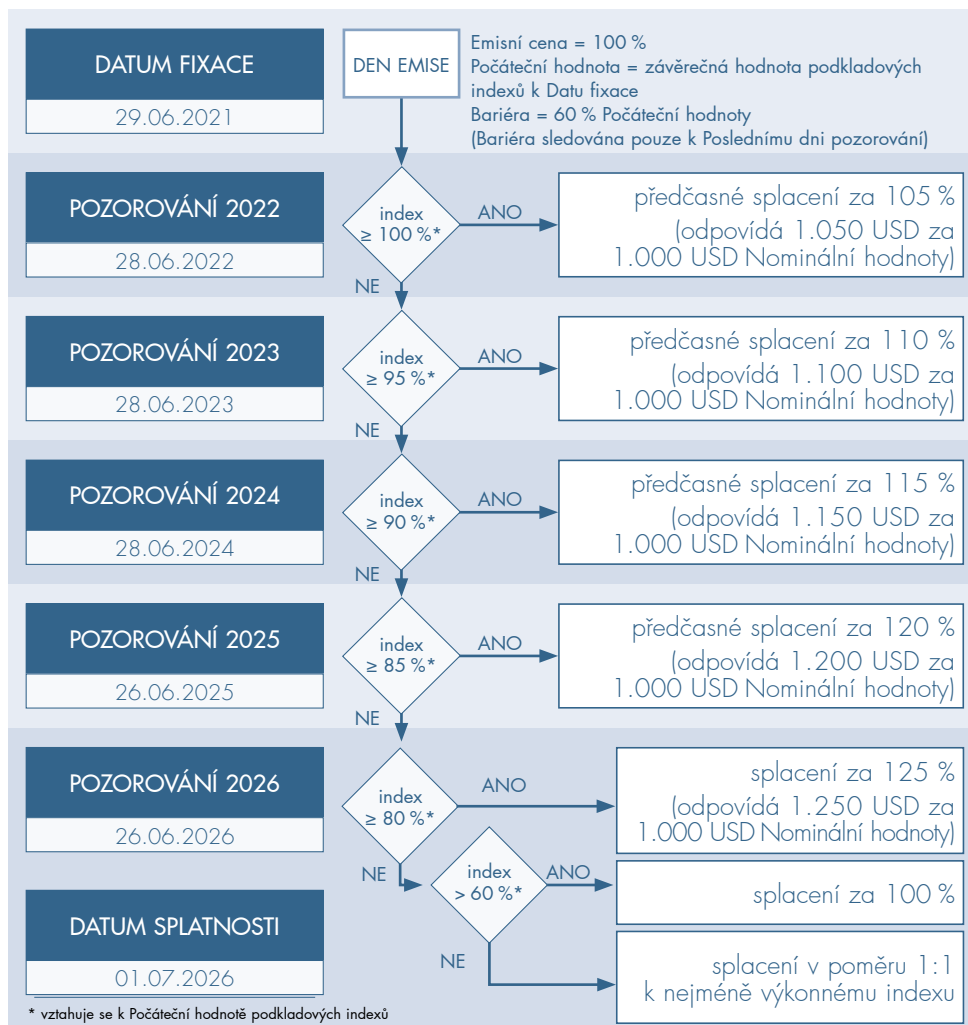 DATUM FIXACE
29.06.2021
DEN EMISE
Emisní cena = 100 %
Počáteční hodnota = závěrečná hodnota podkladových
indexů k Datu fixace
Bariéra = 60 % Počáteční hodnoty
(Bariéra sledována pouze k Poslednímu dni pozorování)
POZOROVÁNÍ 2022
28.06.2022
index
≥ 100 %*
ANO
NE
předčasné splacení za 105 %
(odpovídá 1.050 USD za
1.000 USD Nominální hodnoty)
POZOROVÁNÍ 2023
28.06.2023
index
≥ 95 %*
ANO
NE
předčasné splacení za 110 %
(odpovídá 1.100 USD za
1.000 USD Nominální hodnoty)
POZOROVÁNÍ 2024
28.06.2024
index
≥ 90 %*
ANO
NE
předčasné splacení za 115 %
(odpovídá 1.150 USD za
1.000 USD Nominální hodnoty)
POZOROVÁNÍ 2025
26.06.2025
index
≥ 85 %*
ANO
NE
předčasné splacení za 120 %
(odpovídá 1.200 USD za
1.000 USD Nominální hodnoty)
POZOROVÁNÍ 2026
26.06.2026
index
≥ 80 %*
ANO
NE
splacení za 125 %
(odpovídá 1.250 USD za
1.000 USD Nominální hodnoty)
index
> 60 %*
ANO
NE
splacení za 100 %
DATUM SPLATNOSTI
01.07.2026
splacení v poměru 1:1
k nejméně výkonnému indexu
* vztahuje se k Počáteční hodnotě podkladových indexů